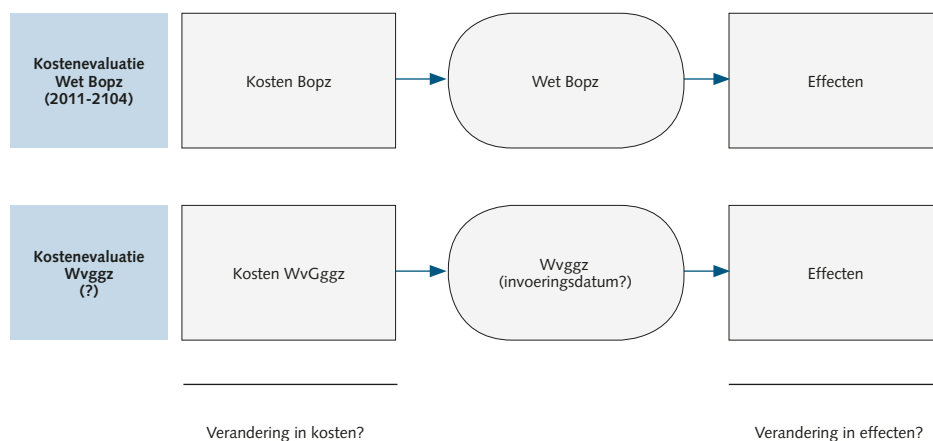 Kostenevaluatie
Wet Bopz
(2011-2104)
Kosten Bopz
Wet Bopz
Effecten
Kostenevaluatie
Wvggz
(?)
Kosten WvGggz
Wvggz
(invoeringsdatum?)
Effecten
Verandering in kosten?
Verandering in effecten?